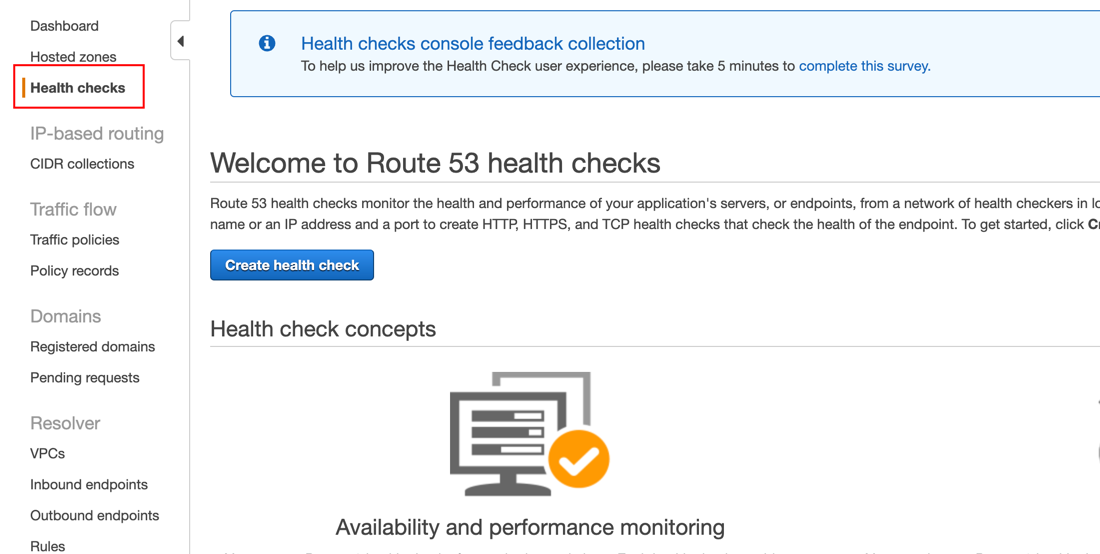 Dashboard
Hosted zones
Health checks
IP-based routing
CIDR collections
Traffic flow
Traffic policies
Policy records
Domains
Registered domains
Pending requests
Resolver
VPCs
Inbound endpoints
Outbound endpoints
Rules
Health checks console feedback collection
To help us improve the Health Check user experience, please take 5 minutes to complete this survey.
Welcome to Route 53 health checks
Route 53 health checks monitor the health and performance of your application's servers, or endpoints, from a network of health checkers in
name or an IP address and a port to create HTTP, HTTPS, and TCP health checks that check the health of the endpoint. To get started, click
Create health check
Health check concepts
Availability and performance monitoring